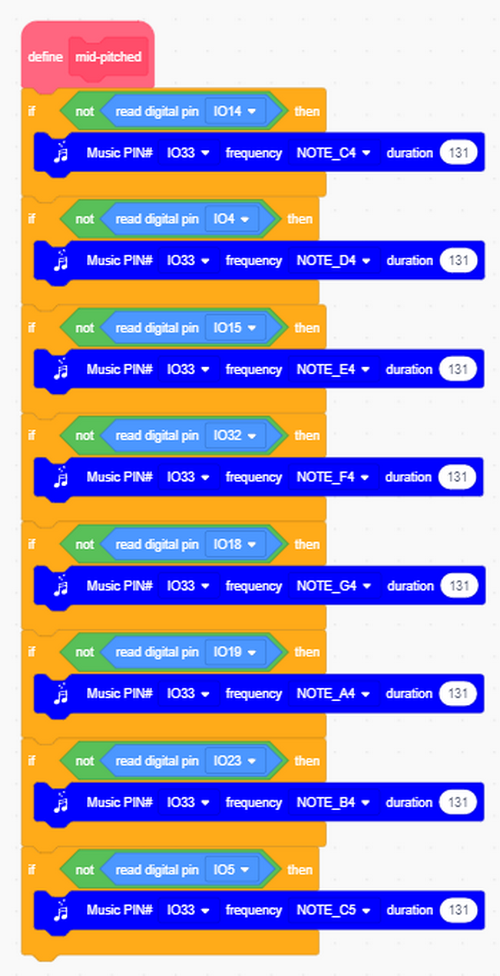 define mid-pitched
if not read digital pin IO14 then
Music PIN# IO33 frequency NOTE_C4 duration 131
if not read digital pin IO4 then
Music PIN# IO33 frequency NOTE_D4 duration 131
if not read digital pin IO15 then
Music PIN# IO33 frequency NOTE_E4 duration 131
if not read digital pin IO32 then
Music PIN# IO33 frequency NOTE_F4 duration 131
if not read digital pin IO18 then
Music PIN# IO33 frequency NOTE_G4 duration 131
if not read digital pin IO19 then
Music PIN# IO33 frequency NOTE_A4 duration 131
if not read digital pin IO23 then
Music PIN# IO33 frequency NOTE_B4 duration 131
if not read digital pin IO5 then
Music PIN# IO33 frequency NOTE_C5 duration 131